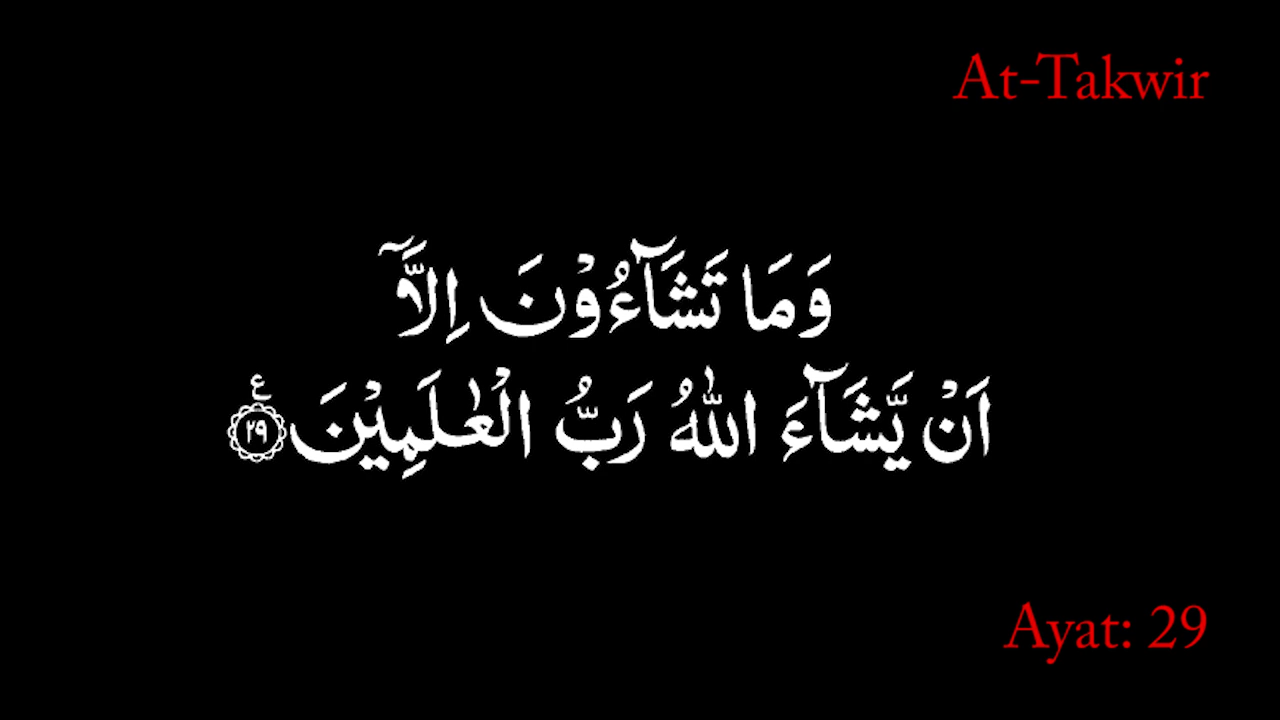 At-Takwir
وَمَا تَشَآءُوْنَ اِلَّآ
اَنْ يَّشَآءَ اللّٰهُ رَبُّ الْعٰلَمِيْنَ ﴿٢٩﴾ ع
Ayat: 29